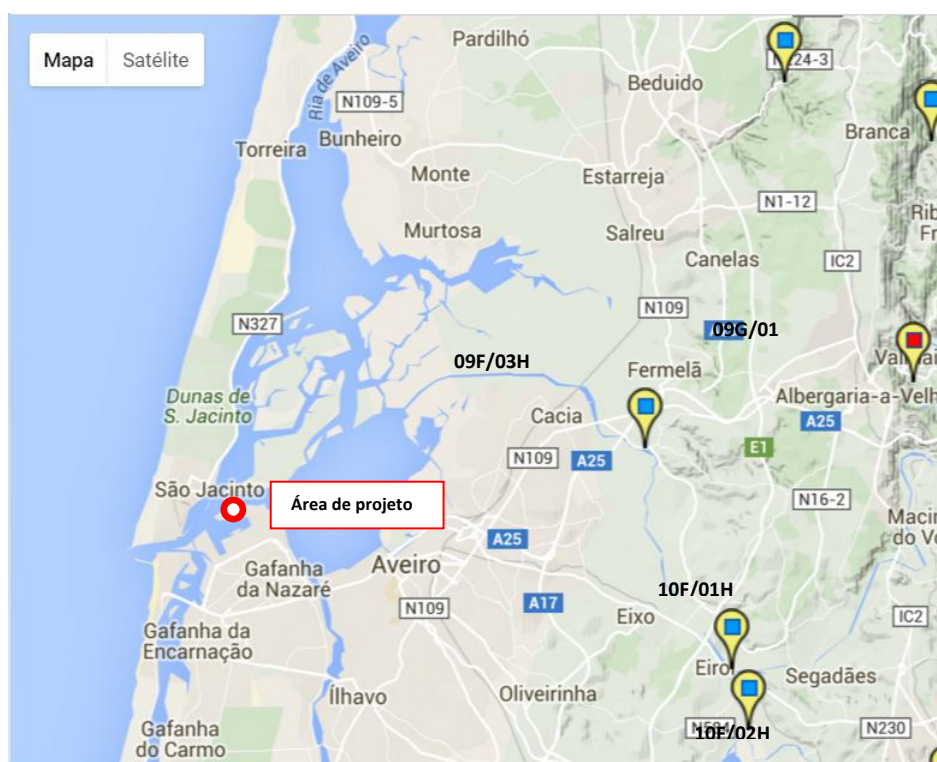 Mapa Satélite
Pardilhó
Ria de Aveiro
Beduido
N109-5
Branca
Torreira
Bunheiro
Monte
Estarreja
N1-12
Murtosa
Salreu
Canelas
IC2
N109
N327
09G/01
09F/03H
Fermelã
Dunas de
S. Jacinto
Cacia
Albergaria-a-Velh
A25
E1
N109
A25
São Jacinto
Área de projeto
N16-2
A25
Aveiro
Gafanha
da Nazaré
10F/01H
N109
A17
Eixo
IC2
Gafanha da
Encarnação
Eirol
Segadães
Ílhavo
Oliveirinha
10F/02H
N230
Gafanha
do Carmo